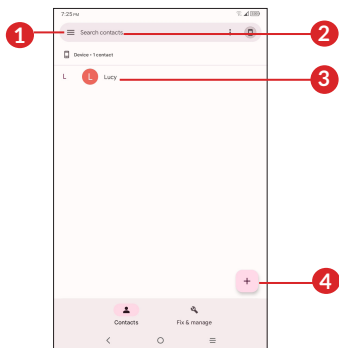 7:25 PM
1
Search contacts
2
Device • 1 contact
L
L
Lucy
3
+
4
Contacts
Fix & manage